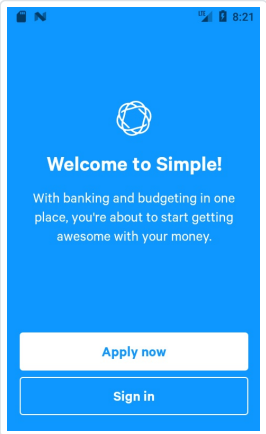 LTE 8:21
Welcome to Simple!
With banking and budgeting in one
place, you're about to start getting
awesome with your money.
Apply now
Sign in